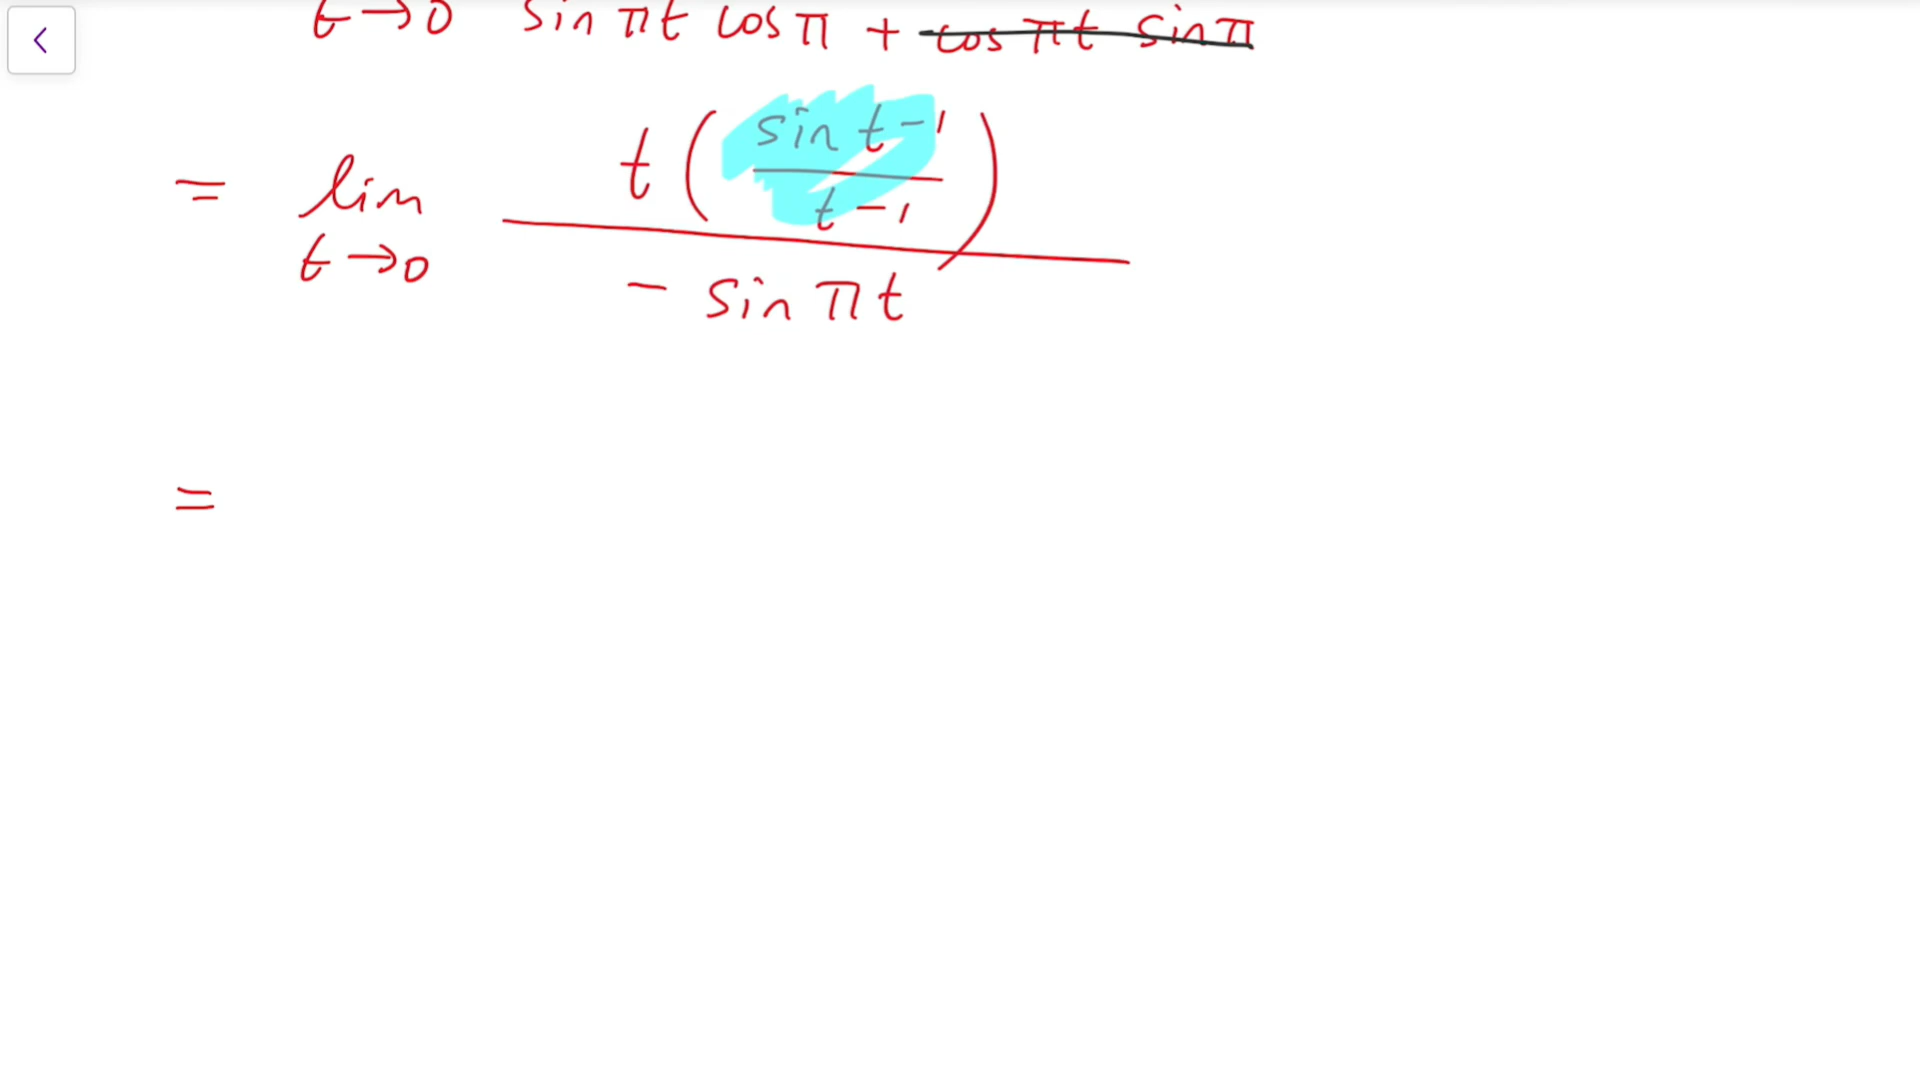 t→0 sin πt cos π + cos πt sin π
= lim t→0 t ( sin t-1 / t-1 ) / - sin πt
=